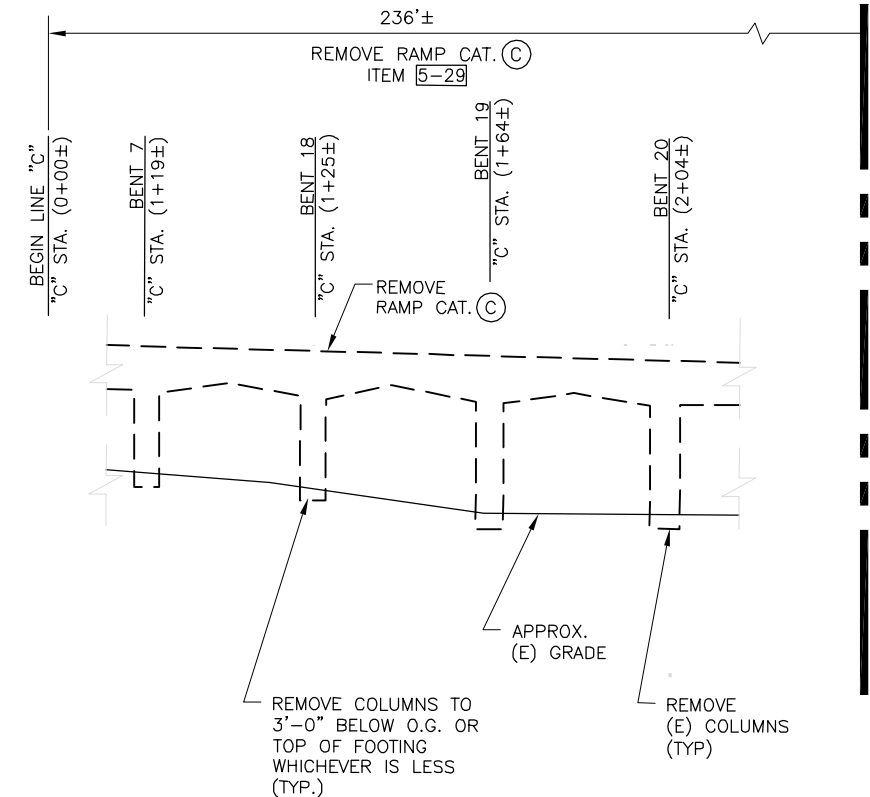 236'±
REMOVE RAMP CAT. C
ITEM 5-29
BEGIN LINE "C"
"C" STA. (0+00±)
BENT 7
"C" STA. (1+19±)
BENT 18
"C" STA. (1+25±)
BENT 19
"C" STA. (1+64±)
BENT 20
"C" STA. (2+04±)
REMOVE
RAMP CAT. C
APPROX.
(E) GRADE
REMOVE COLUMNS TO
3'-0" BELOW O.G. OR
TOP OF FOOTING
WHICHEVER IS LESS
(TYP.)
REMOVE
(E) COLUMNS
(TYP)